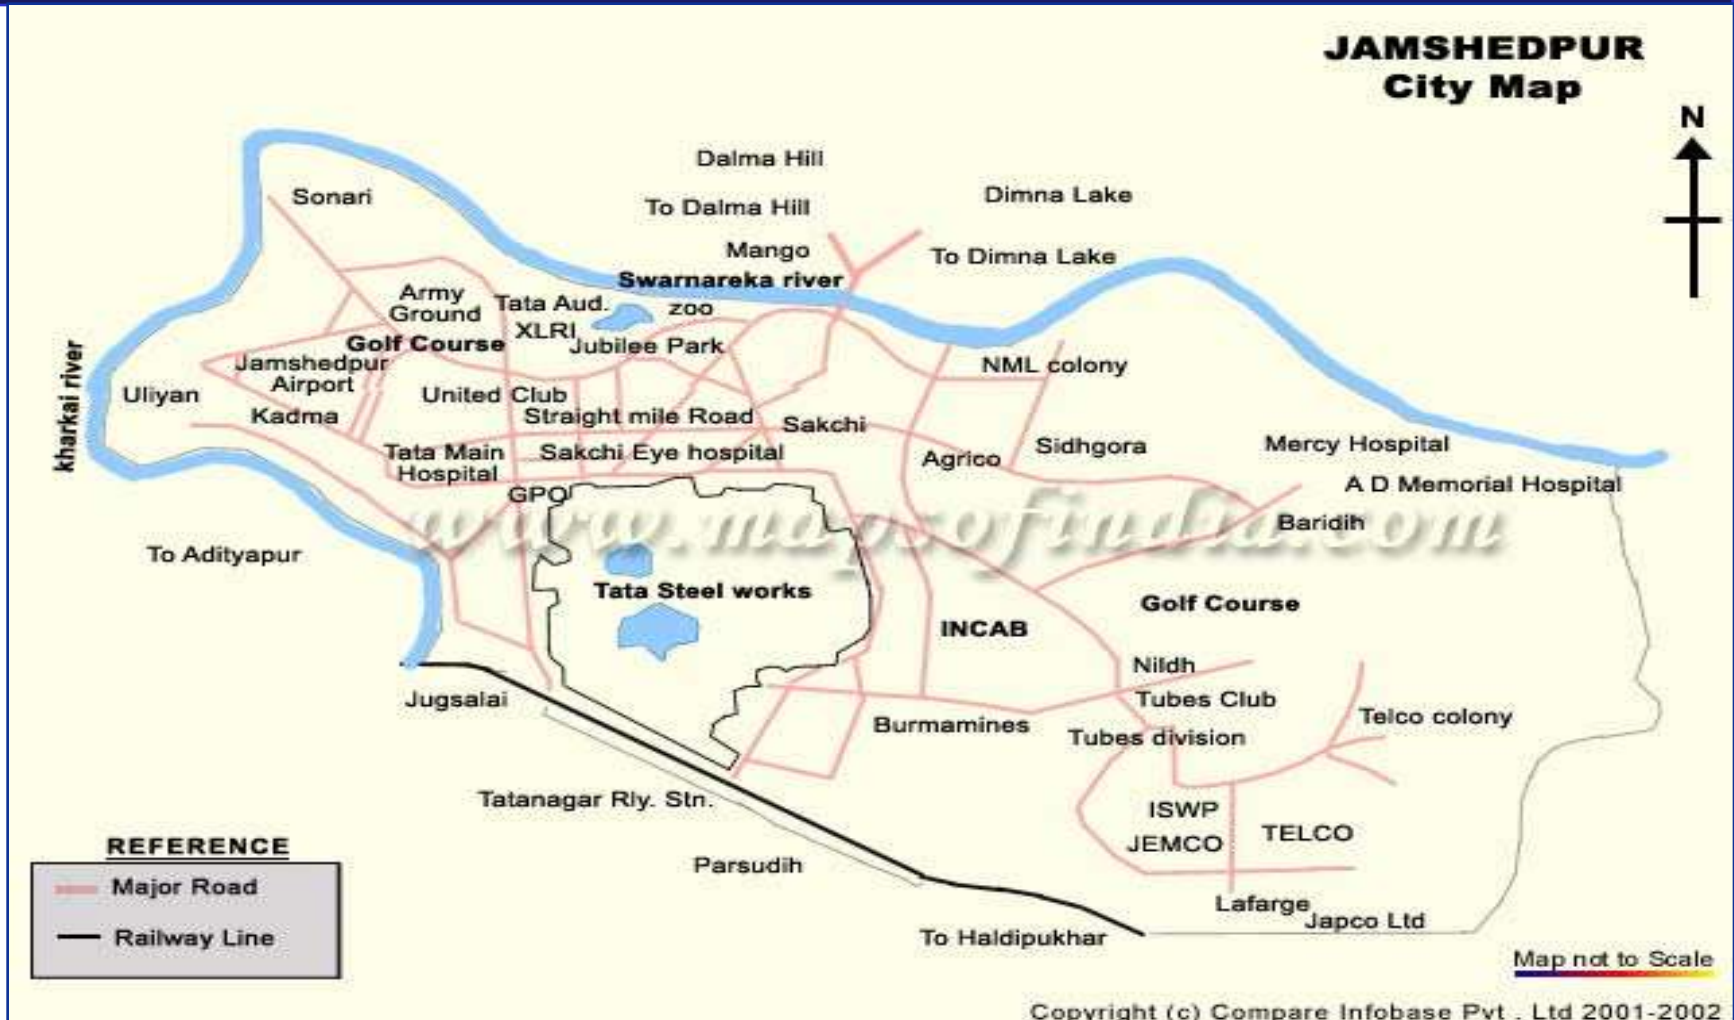 JAMSHEDPUR
City Map
N
Dalma Hill
Sonari
Dimna Lake
To Dalma Hill
Mango
To Dimna Lake
Swarnareka river
Army
Ground
Tata Aud.
zoo
XLRI
Golf Course
Jubilee Park
kharkai river
Jamshedpur
Airport
NML colony
Uliyan
United Club
Kadma
Straight mile Road
Sakchi
Tata Main
Hospital
Sakchi Eye hospital
Agrico
Sidhgora
Mercy Hospital
A D Memorial Hospital
GPO
Baridih
www.mapsofindia.com
To Adityapur
Tata Steel works
Golf Course
INCAB
Nildh
Jugsalai
Tubes Club
Burmamines
Telco colony
Tubes division
Tatanagar Rly. Stn.
ISWP
JEMCO
TELCO
Parsudih
Lafarge
Japco Ltd
To Haldipukhar
REFERENCE
Major Road
Railway Line
Map not to Scale
Copyright (c) Compare Infobase Pvt . Ltd 2001-2002